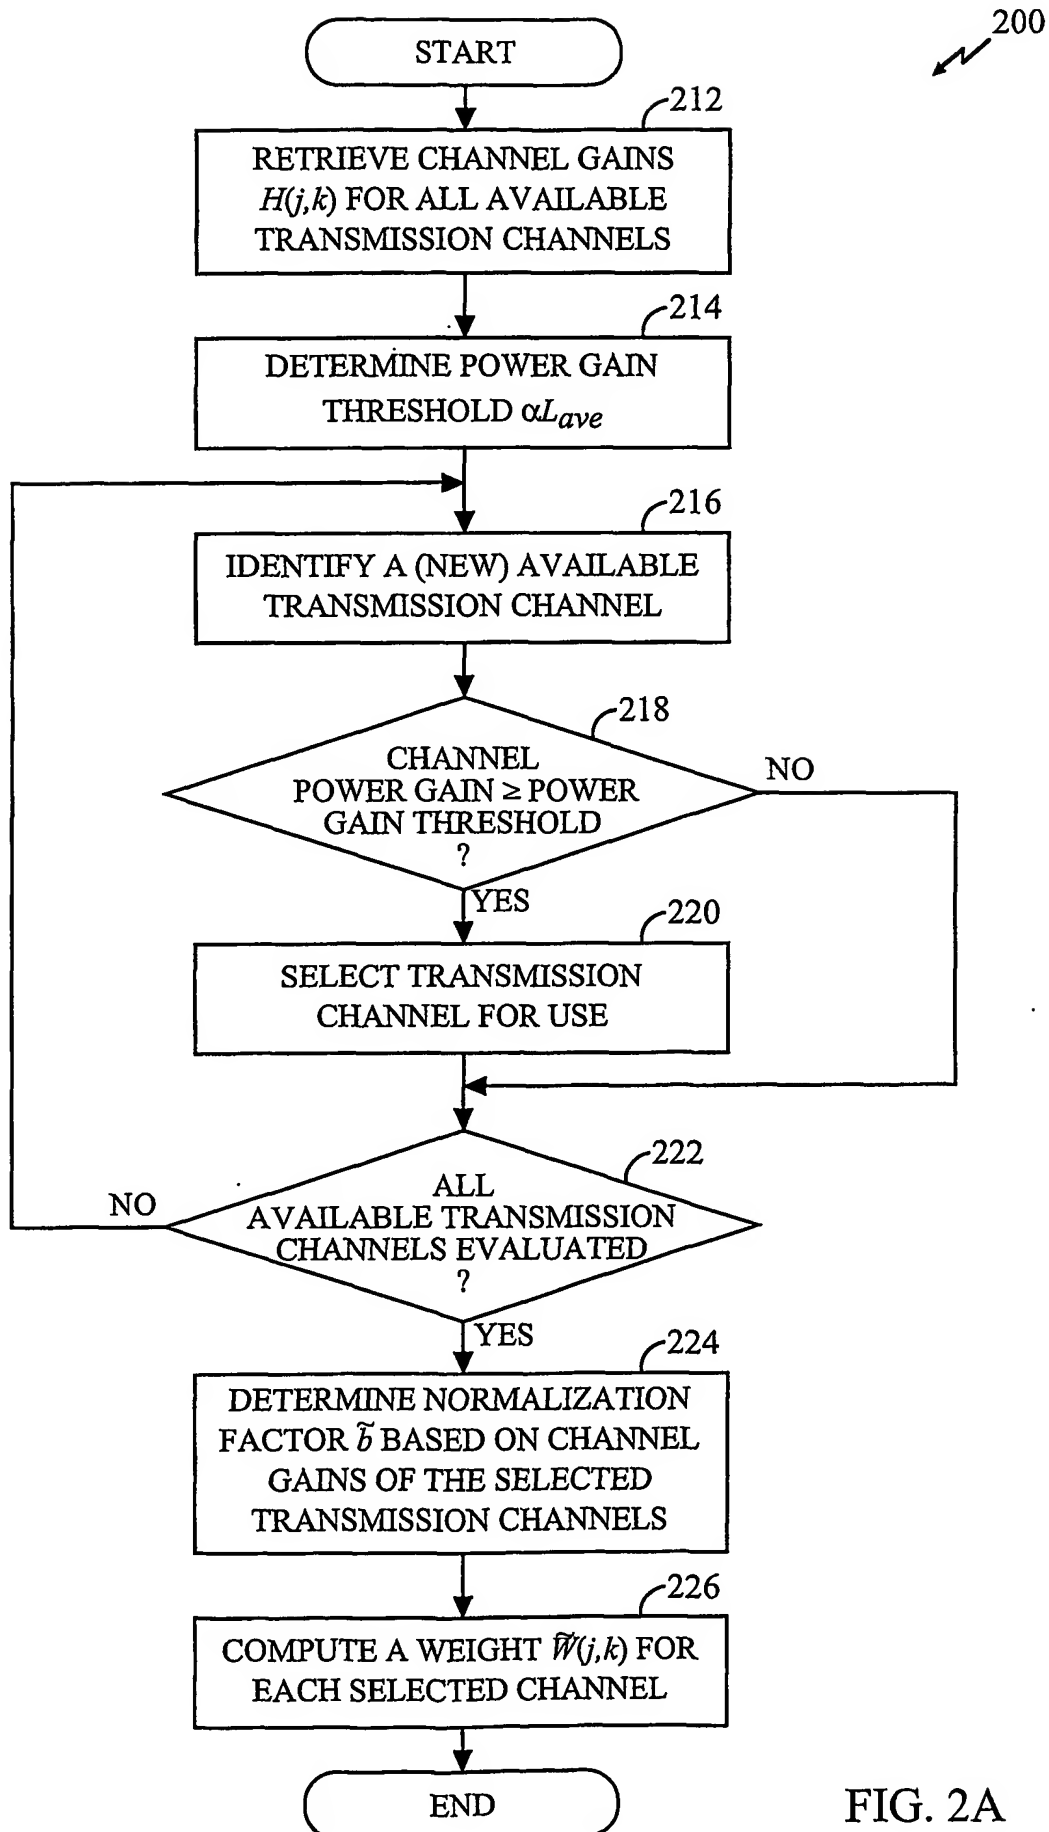 200
START
212
RETRIEVE CHANNEL GAINS
H(j,k) FOR ALL AVAILABLE
TRANSMISSION CHANNELS
214
DETERMINE POWER GAIN
THRESHOLD αL_ave
216
IDENTIFY A (NEW) AVAILABLE
TRANSMISSION CHANNEL
218
CHANNEL
POWER GAIN ≥ POWER
GAIN THRESHOLD
?
NO
YES
220
SELECT TRANSMISSION
CHANNEL FOR USE
222
ALL
AVAILABLE TRANSMISSION
CHANNELS EVALUATED
?
NO
YES
224
DETERMINE NORMALIZATION
FACTOR b̃ BASED ON CHANNEL
GAINS OF THE SELECTED
TRANSMISSION CHANNELS
226
COMPUTE A WEIGHT W̃(j,k) FOR
EACH SELECTED CHANNEL
END
FIG. 2A